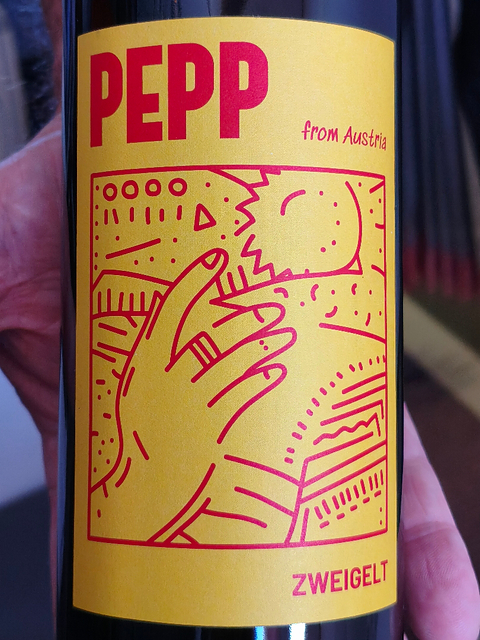 PEPP
from Austria
ZWEIGELT